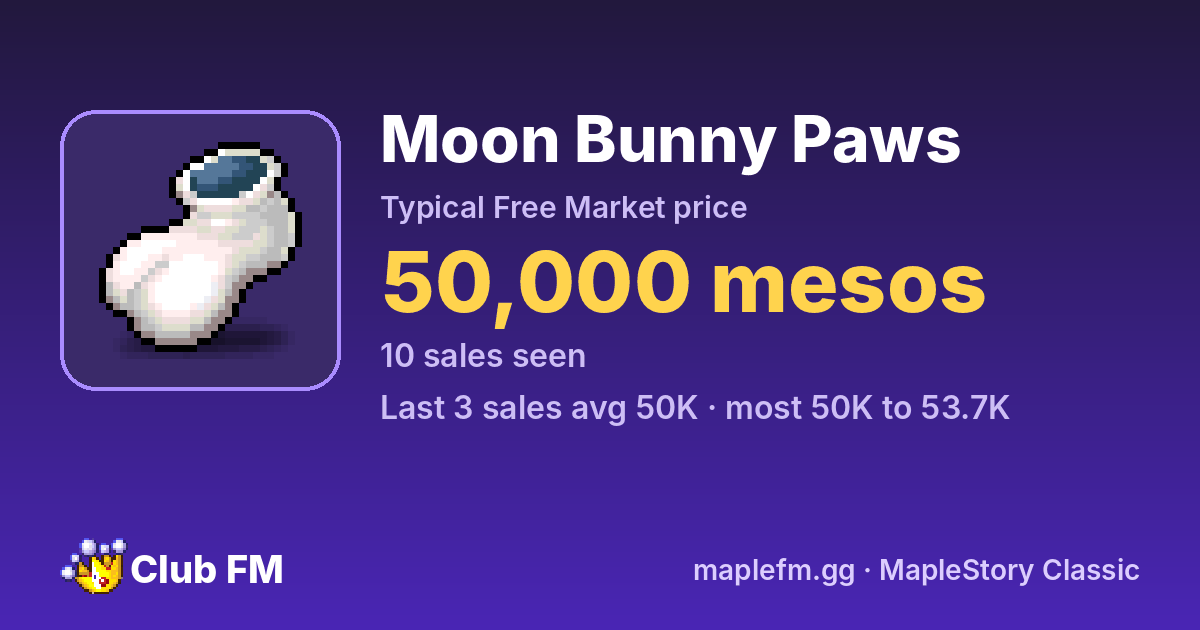 Moon Bunny Paws
Typical Free Market price
50,000 mesos
10 sales seen
Last 3 sales avg 50K · most 50K to 53.7K
Club FM
maplefm.gg · MapleStory Classic